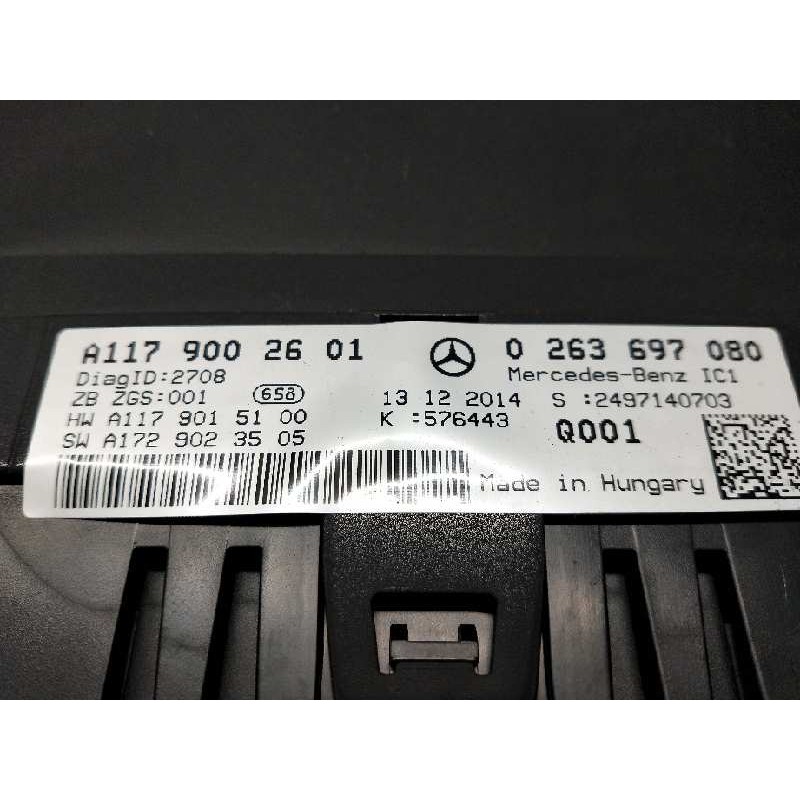 A117 900 26 01 0 263 697 080
DiagID:2708 Mercedes-Benz IC1
ZB ZGS:001 658 13 12 2014 S :2497140703
HW A117 901 51 00 K :576443 Q001
SW A172 902 35 05
Made in Hungary